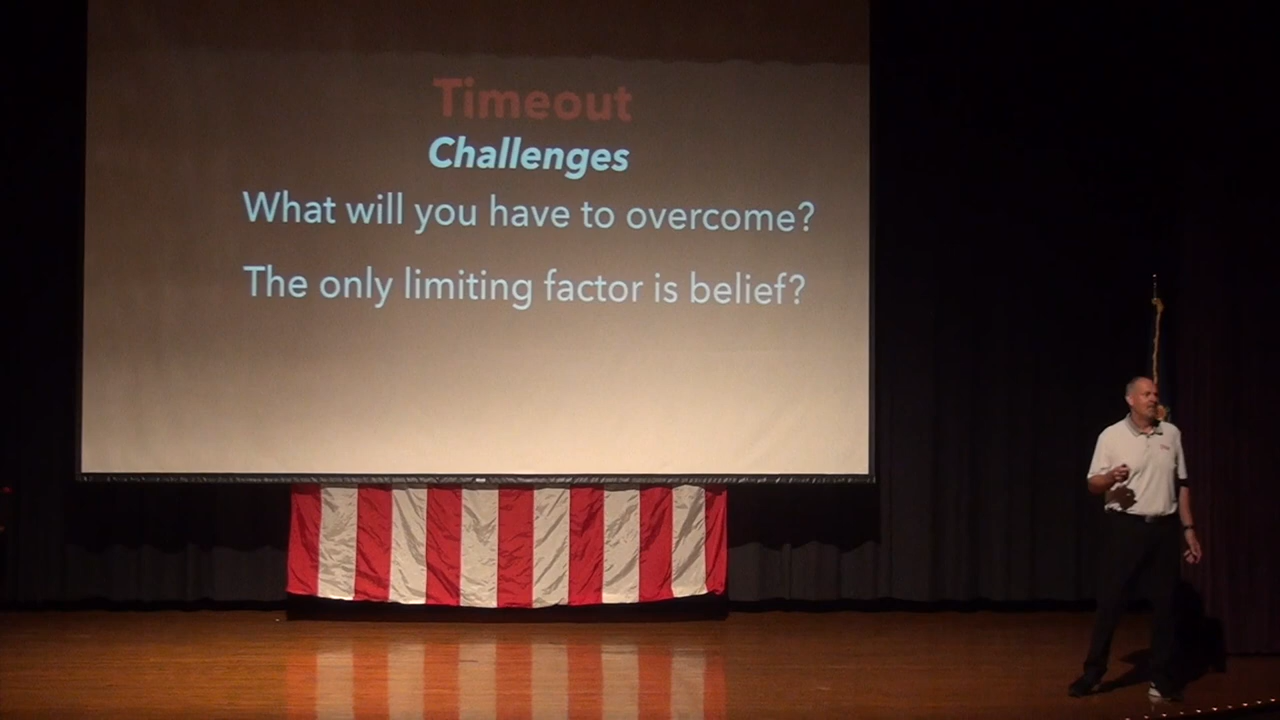 Timeout
Challenges
What will you have to overcome?
The only limiting factor is belief?